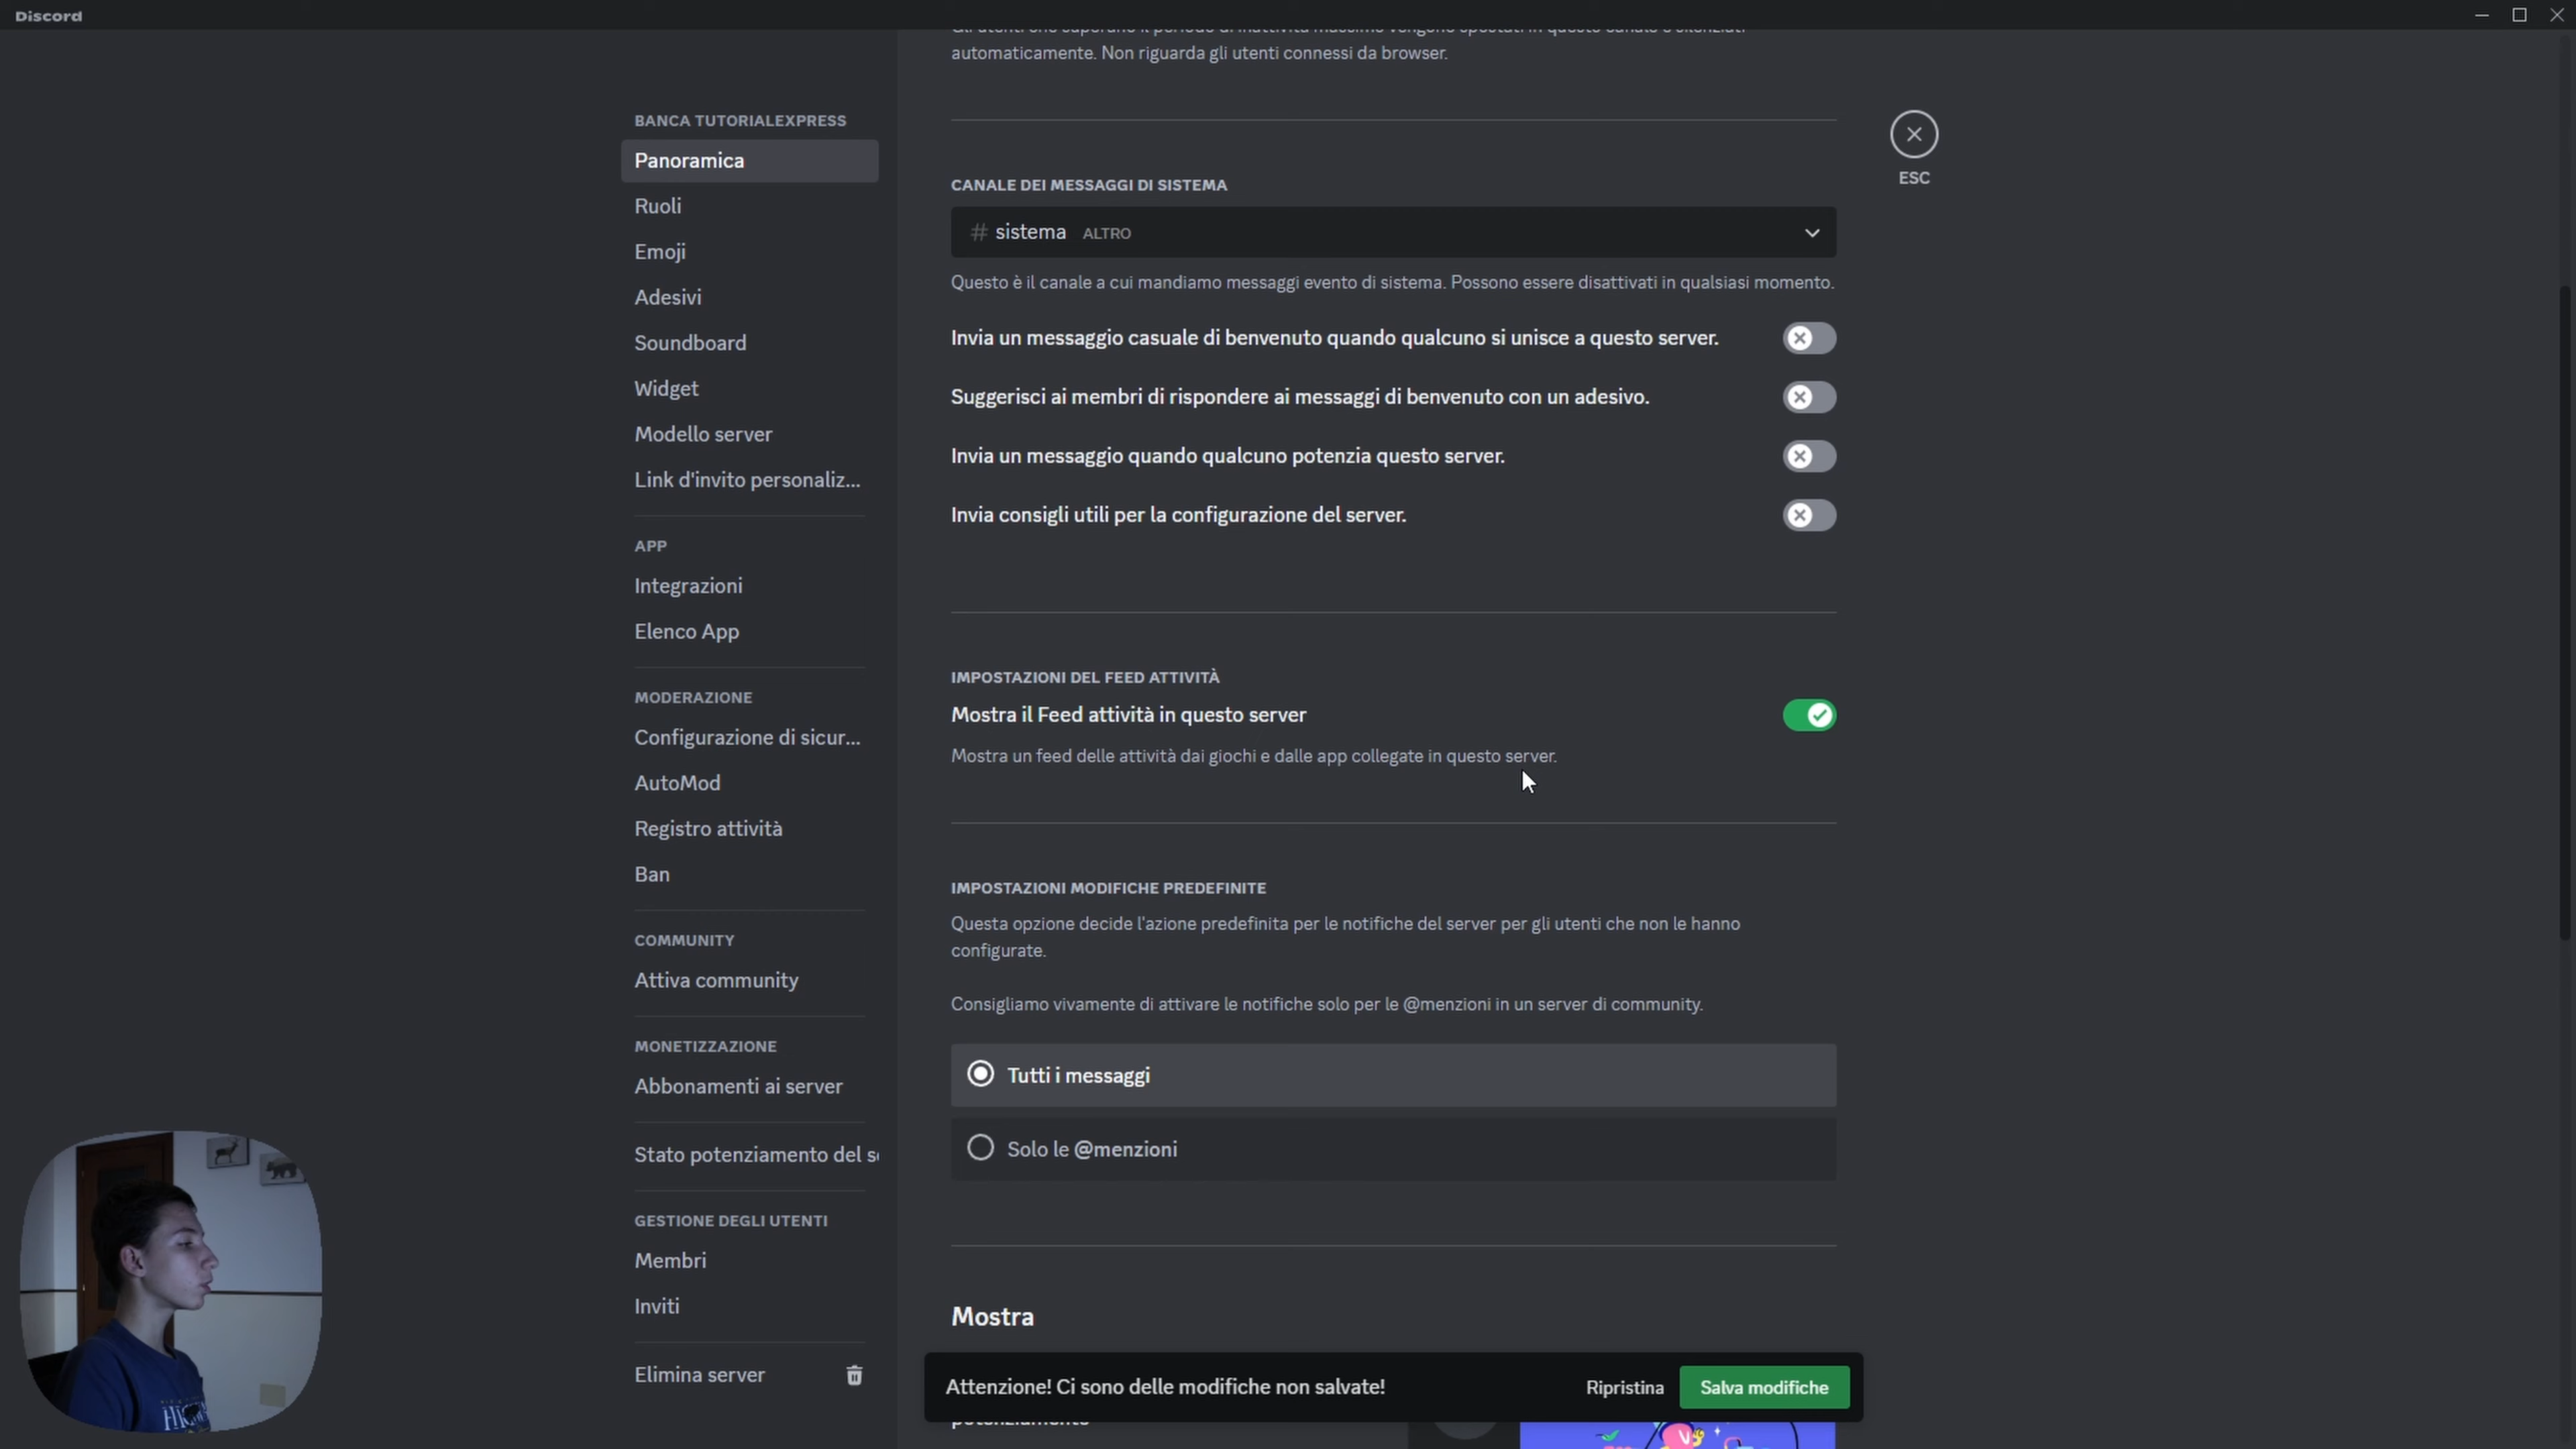 Discord
automaticamente. Non riguarda gli utenti connessi da browser.
BANCA TUTORIALEXPRESS
Panoramica
Ruoli
Emoji
Adesivi
Soundboard
Widget
Modello server
Link d'invito personaliz...
APP
Integrazioni
Elenco App
MODERAZIONE
Configurazione di sicur...
AutoMod
Registro attività
Ban
COMMUNITY
Attiva community
MONETIZZAZIONE
Abbonamenti ai server
Stato potenziamento del se
GESTIONE DEGLI UTENTI
Membri
Inviti
Elimina server
ESC
CANALE DEI MESSAGGI DI SISTEMA
# sistema ALTRO
Questo è il canale a cui mandiamo messaggi evento di sistema. Possono essere disattivati in qualsiasi momento.
Invia un messaggio casuale di benvenuto quando qualcuno si unisce a questo server.
Suggerisci ai membri di rispondere ai messaggi di benvenuto con un adesivo.
Invia un messaggio quando qualcuno potenzia questo server.
Invia consigli utili per la configurazione del server.
IMPOSTAZIONI DEL FEED ATTIVITÀ
Mostra il Feed attività in questo server
Mostra un feed delle attività dai giochi e dalle app collegate in questo server.
IMPOSTAZIONI MODIFICHE PREDEFINITE
Questa opzione decide l'azione predefinita per le notifiche del server per gli utenti che non le hanno
configurate.
Consigliamo vivamente di attivare le notifiche solo per le @menzioni in un server di community.
Tutti i messaggi
Solo le @menzioni
Mostra
Attenzione! Ci sono delle modifiche non salvate!
Ripristina
Salva modifiche
potenziamento